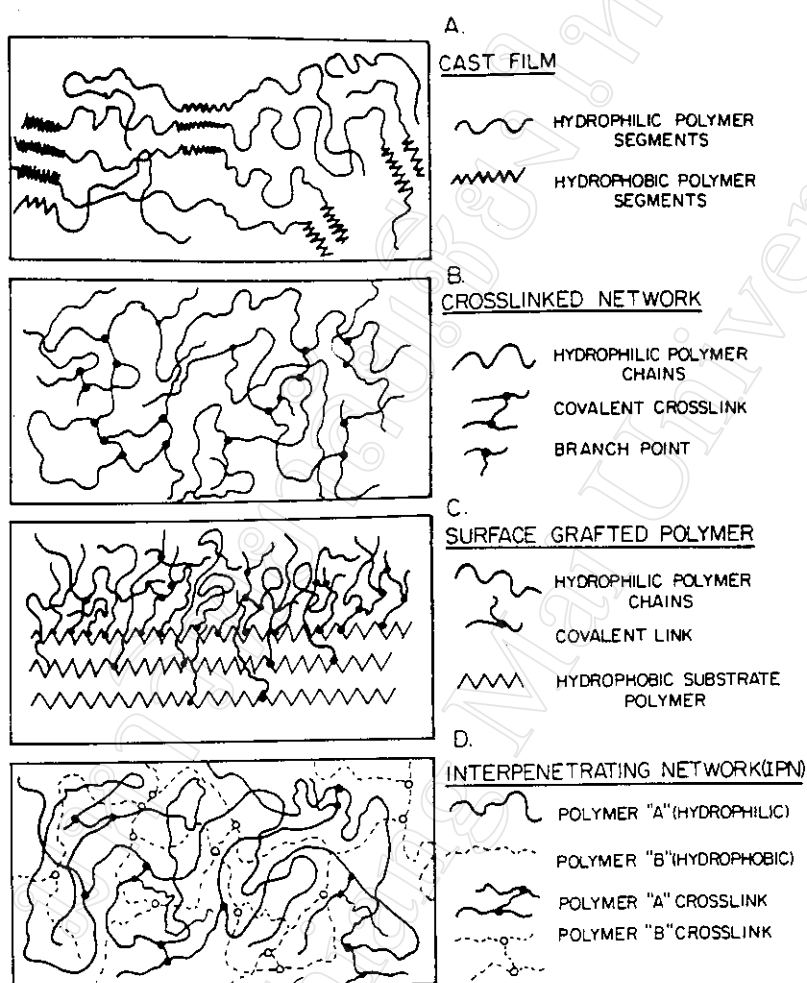 A.
CAST FILM
HYDROPHILIC POLYMER
SEGMENTS
HYDROPHOBIC POLYMER
SEGMENTS
B.
CROSSLINKED NETWORK
HYDROPHILIC POLYMER
CHAINS
COVALENT CROSSLINK
BRANCH POINT
C.
SURFACE GRAFTED POLYMER
HYDROPHILIC POLYMER
CHAINS
COVALENT LINK
HYDROPHOBIC SUBSTRATE
POLYMER
D.
INTERPENETRATING NETWORK(IPN)
POLYMER "A"(HYDROPHILIC)
POLYMER "B"(HYDROPHOBIC)
POLYMER "A" CROSSLINK
POLYMER "B" CROSSLINK